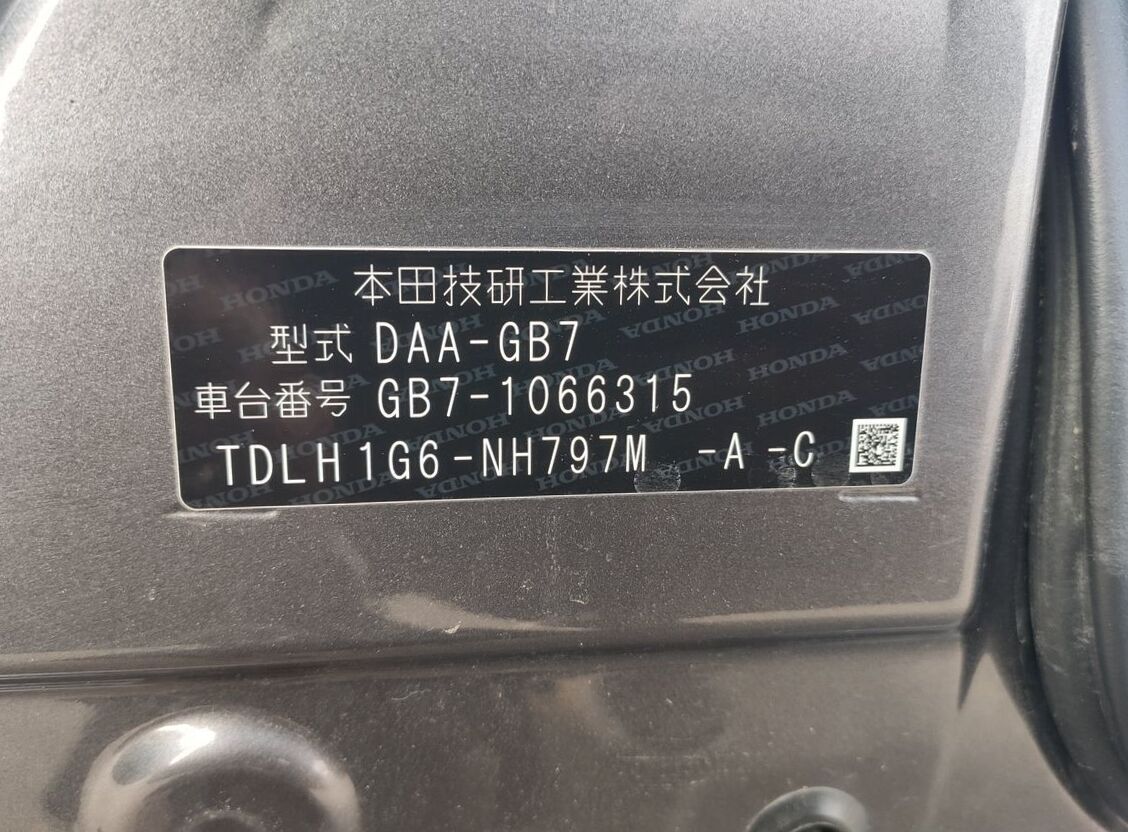 本田技研工業株式会社
型式 DAA-GB7
車台番号 GB7-1066315
TDLH1G6-NH797M -A -C